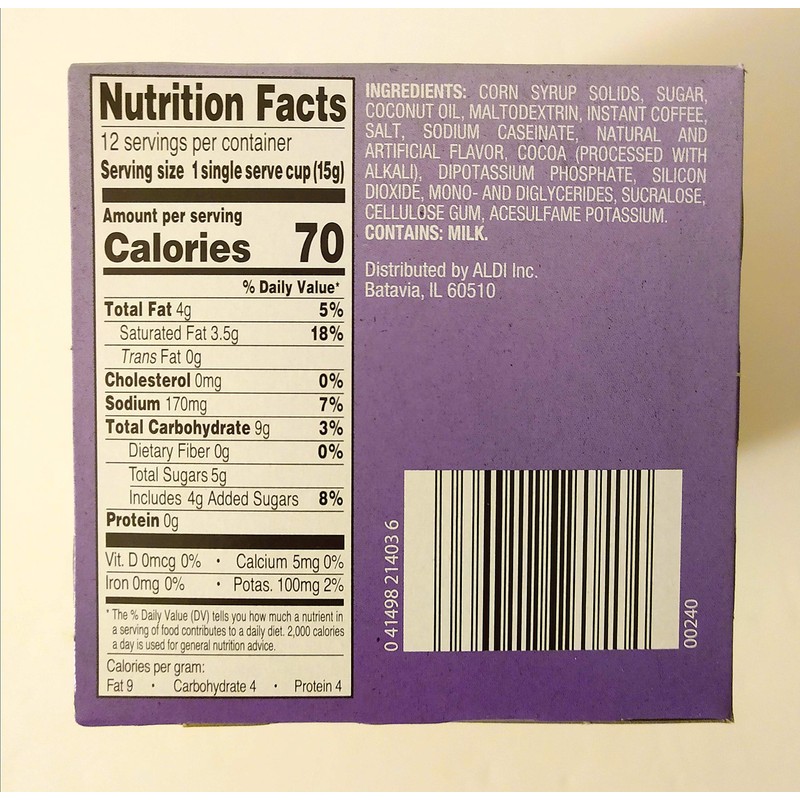 Nutrition Facts
12 servings per container
Serving size 1 single serve cup (15g)
Amount per serving
Calories 70
% Daily Value*
Total Fat 4g 5%
Saturated Fat 3.5g 18%
Trans Fat 0g
Cholesterol 0mg 0%
Sodium 170mg 7%
Total Carbohydrate 9g 3%
Dietary Fiber 0g 0%
Total Sugars 5g
Includes 4g Added Sugars 8%
Protein 0g
Vit. D 0mcg 0% • Calcium 5mg 0%
Iron 0mg 0% • Potas. 100mg 2%
* The % Daily Value (DV) tells you how much a nutrient in
a serving of food contributes to a daily diet. 2,000 calories
a day is used for general nutrition advice.
Calories per gram:
Fat 9 • Carbohydrate 4 • Protein 4
INGREDIENTS: CORN SYRUP SOLIDS, SUGAR,
COCONUT OIL, MALTODEXTRIN, INSTANT COFFEE,
SALT, SODIUM CASEINATE, NATURAL AND
ARTIFICIAL FLAVOR, COCOA (PROCESSED WITH
ALKALI), DIPOTASSIUM PHOSPHATE, SILICON
DIOXIDE, MONO- AND DIGLYCERIDES, SUCRALOSE,
CELLULOSE GUM, ACESULFAME POTASSIUM.
CONTAINS: MILK.
Distributed by ALDI Inc.
Batavia, IL 60510
0 41498 21403 6
00240